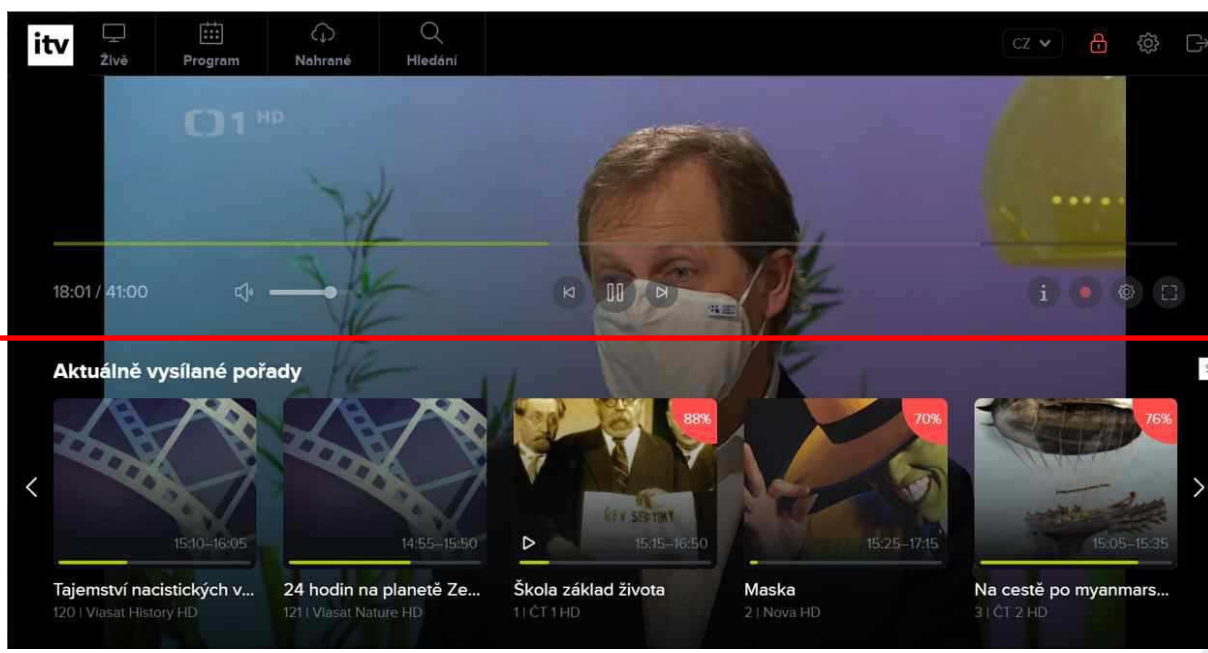 itv
Živě
Program
Nahrané
Hledání
CZ
1 HD
18:01 / 41:00
i
Aktuálně vysílané pořady
88%
70%
76%
ŘEV SEPTIMY
15:10–16:05
14:55–15:50
15:15–16:50
15:25–17:15
15:05–15:35
Tajemství nacistických v...
24 hodin na planetě Ze...
Škola základ života
Maska
Na cestě po myanmars...
120 | Viasat History HD
121 | Viasat Nature HD
1 | ČT 1 HD
2 | Nova HD
3 | ČT 2 HD